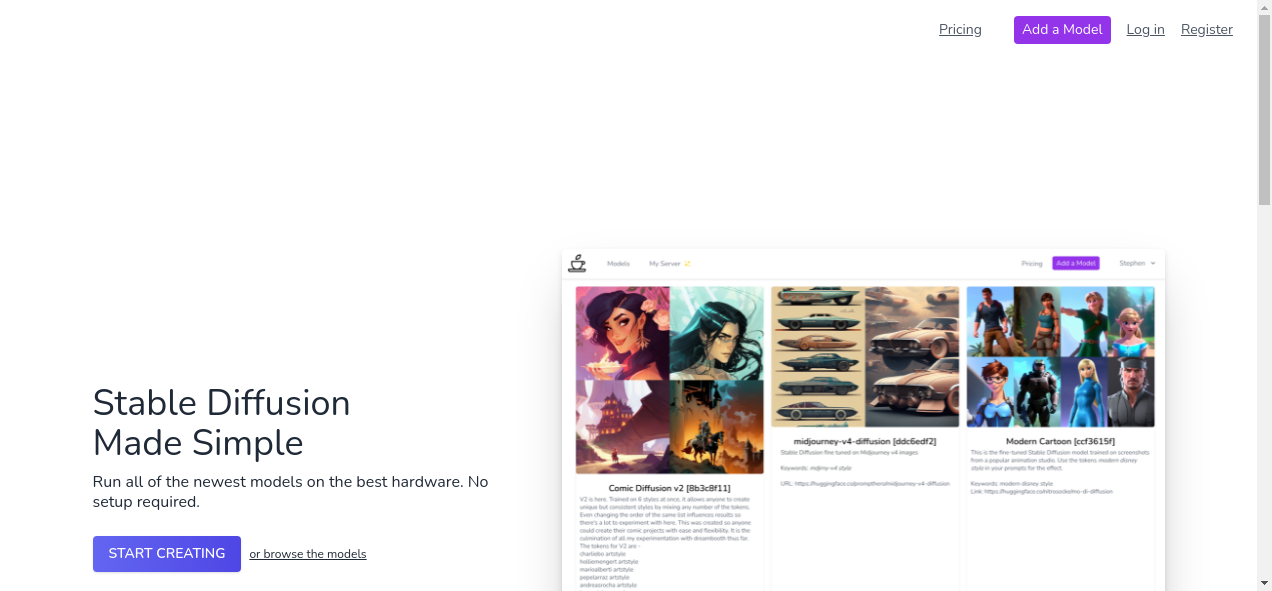 Pricing
Add a Model
Log in
Register
Models
My Server
Pricing
Add a Model
Stephen
Stable Diffusion
Made Simple
Run all of the newest models on the best hardware. No
setup required.
START CREATING
or browse the models
Comic Diffusion v2 [8b3c8f11]
V2 is here. Trained on 6 styles at once, it allows anyone to create
unique but consistent styles by mixing any number of the tokens.
Even changing the order of the same list influences results so
there's a lot to experiment with here. This was created so anyone
could create their comic projects with ease and flexibility. It is the
culmination of all my experimentation with dreambooth thus far.
The tokens for V2 are -
charliebo artstyle
holliemengert artstyle
marioalberti artstyle
pepelarraz artstyle
andreasrocha artstyle
midjourney-v4-diffusion [ddc6edf2]
Stable Diffusion fine tuned on Midjourney v4 images
Keywords: mdjrny-v4 style
URL: https://huggingface.co/prompthero/midjourney-v4-diffusion
Modern Cartoon [ccf3615f]
This is the fine-tuned Stable Diffusion model trained on screenshots
from a popular animation studio. Use the tokens modern disney
style in your prompts for the effect.
Keywords: modern disney style
Link: https://huggingface.co/nitrosocke/mo-di-diffusion